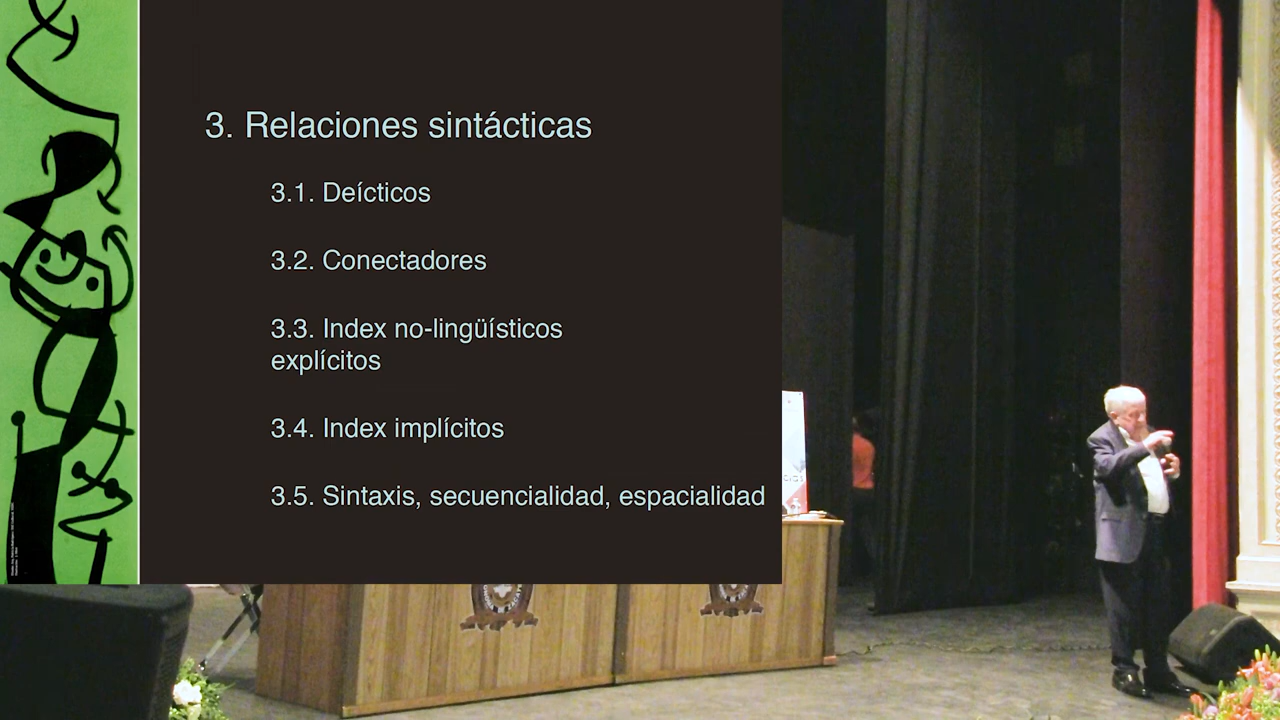 3. Relaciones sintácticas
3.1. Deícticos
3.2. Conectadores
3.3. Index no-lingüísticos
explícitos
3.4. Index implícitos
3.5. Sintaxis, secuencialidad, espacialidad